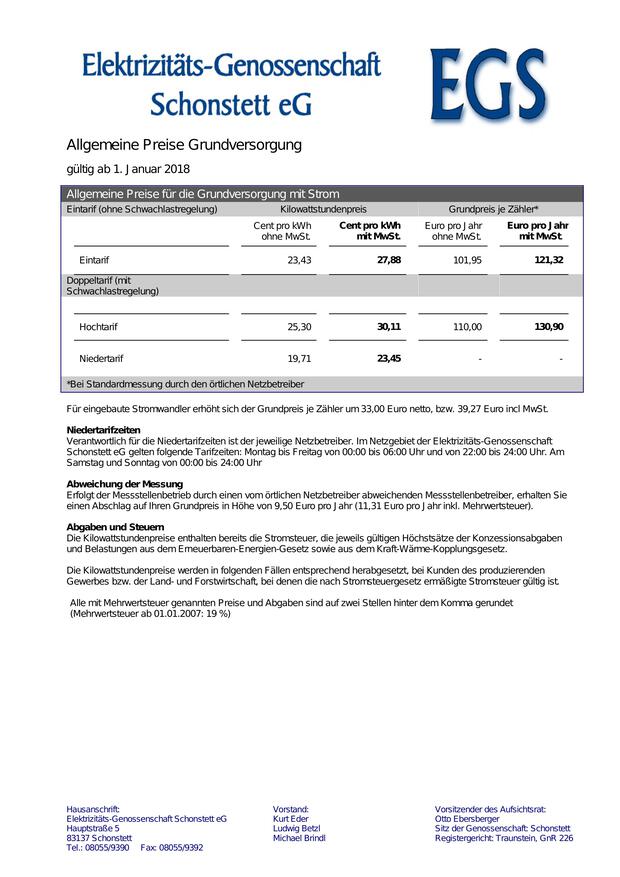 Elektrizitäts-Genossenschaft
Schonstett eG
EGS
Allgemeine Preise Grundversorgung
gültig ab 1. Januar 2018
Allgemeine Preise für die Grundversorgung mit Strom
Eintarif (ohne Schwachlastregelung) Kilowattstundenpreis Grundpreis je Zähler*
Cent pro kWh Cent pro kWh Euro pro Jahr Euro pro Jahr
ohne MwSt. mit MwSt. ohne MwSt. mit MwSt.
Eintarif 23,43 27,88 101,95 121,32
Doppeltarif (mit
Schwachlastregelung)
Hochtarif 25,30 30,11 110,00 130,90
Niedertarif 19,71 23,45 - -
*Bei Standardmessung durch den örtlichen Netzbetreiber
Für eingebaute Stromwandler erhöht sich der Grundpreis je Zähler um 33,00 Euro netto, bzw. 39,27 Euro incl MwSt.
Niedertarifzeiten
Verantwortlich für die Niedertarifzeiten ist der jeweilige Netzbetreiber. Im Netzgebiet der Elektrizitäts-Genossenschaft
Schonstett eG gelten folgende Tarifzeiten: Montag bis Freitag von 00:00 bis 06:00 Uhr und von 22:00 bis 24:00 Uhr. Am
Samstag und Sonntag von 00:00 bis 24:00 Uhr
Abweichung der Messung
Erfolgt der Messstellenbetrieb durch einen vom örtlichen Netzbetreiber abweichenden Messstellenbetreiber, erhalten Sie
einen Abschlag auf Ihren Grundpreis in Höhe von 9,50 Euro pro Jahr (11,31 Euro pro Jahr inkl. Mehrwertsteuer).
Abgaben und Steuern
Die Kilowattstundenpreise enthalten bereits die Stromsteuer, die jeweils gültigen Höchstsätze der Konzessionsabgaben
und Belastungen aus dem Erneuerbaren-Energien-Gesetz sowie aus dem Kraft-Wärme-Kopplungsgesetz.
Die Kilowattstundenpreise werden in folgenden Fällen entsprechend herabgesetzt, bei Kunden des produzierenden
Gewerbes bzw. der Land- und Forstwirtschaft, bei denen die nach Stromsteuergesetz ermäßigte Stromsteuer gültig ist.
Alle mit Mehrwertsteuer genannten Preise und Abgaben sind auf zwei Stellen hinter dem Komma gerundet
(Mehrwertsteuer ab 01.01.2007: 19 %)
Hausanschrift:
Elektrizitäts-Genossenschaft Schonstett eG
Hauptstraße 5
83137 Schonstett
Tel.: 08055/9390 Fax: 08055/9392
Vorstand:
Kurt Eder
Ludwig Betzl
Michael Brindl
Vorsitzender des Aufsichtsrat:
Otto Ebersberger
Sitz der Genossenschaft: Schonstett
Registergericht: Traunstein, GnR 226